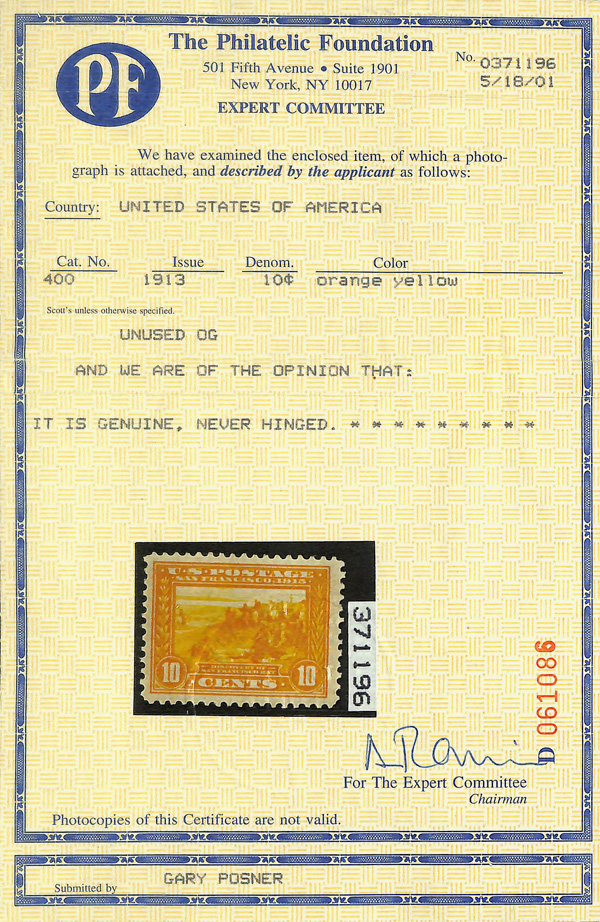 PF
The Philatelic Foundation
501 Fifth Avenue • Suite 1901
New York, NY 10017
EXPERT COMMITTEE
No. 0371196
5/18/01
We have examined the enclosed item, of which a photo-
graph is attached, and described by the applicant as follows:
Country: UNITED STATES OF AMERICA
Cat. No. Issue Denom. Color
400 1913 10¢ orange yellow
Scott's unless otherwise specified.
UNUSED OG
AND WE ARE OF THE OPINION THAT:
IT IS GENUINE, NEVER HINGED. * * * * * * * * *
U·S·POSTAGE
SAN FRANCISCO 1915
DISCOVERY OF
SAN FRANCISCO BAY
10 CENTS 10
371196
D 061086
For The Expert Committee
Chairman
Photocopies of this Certificate are not valid.
Submitted by GARY POSNER